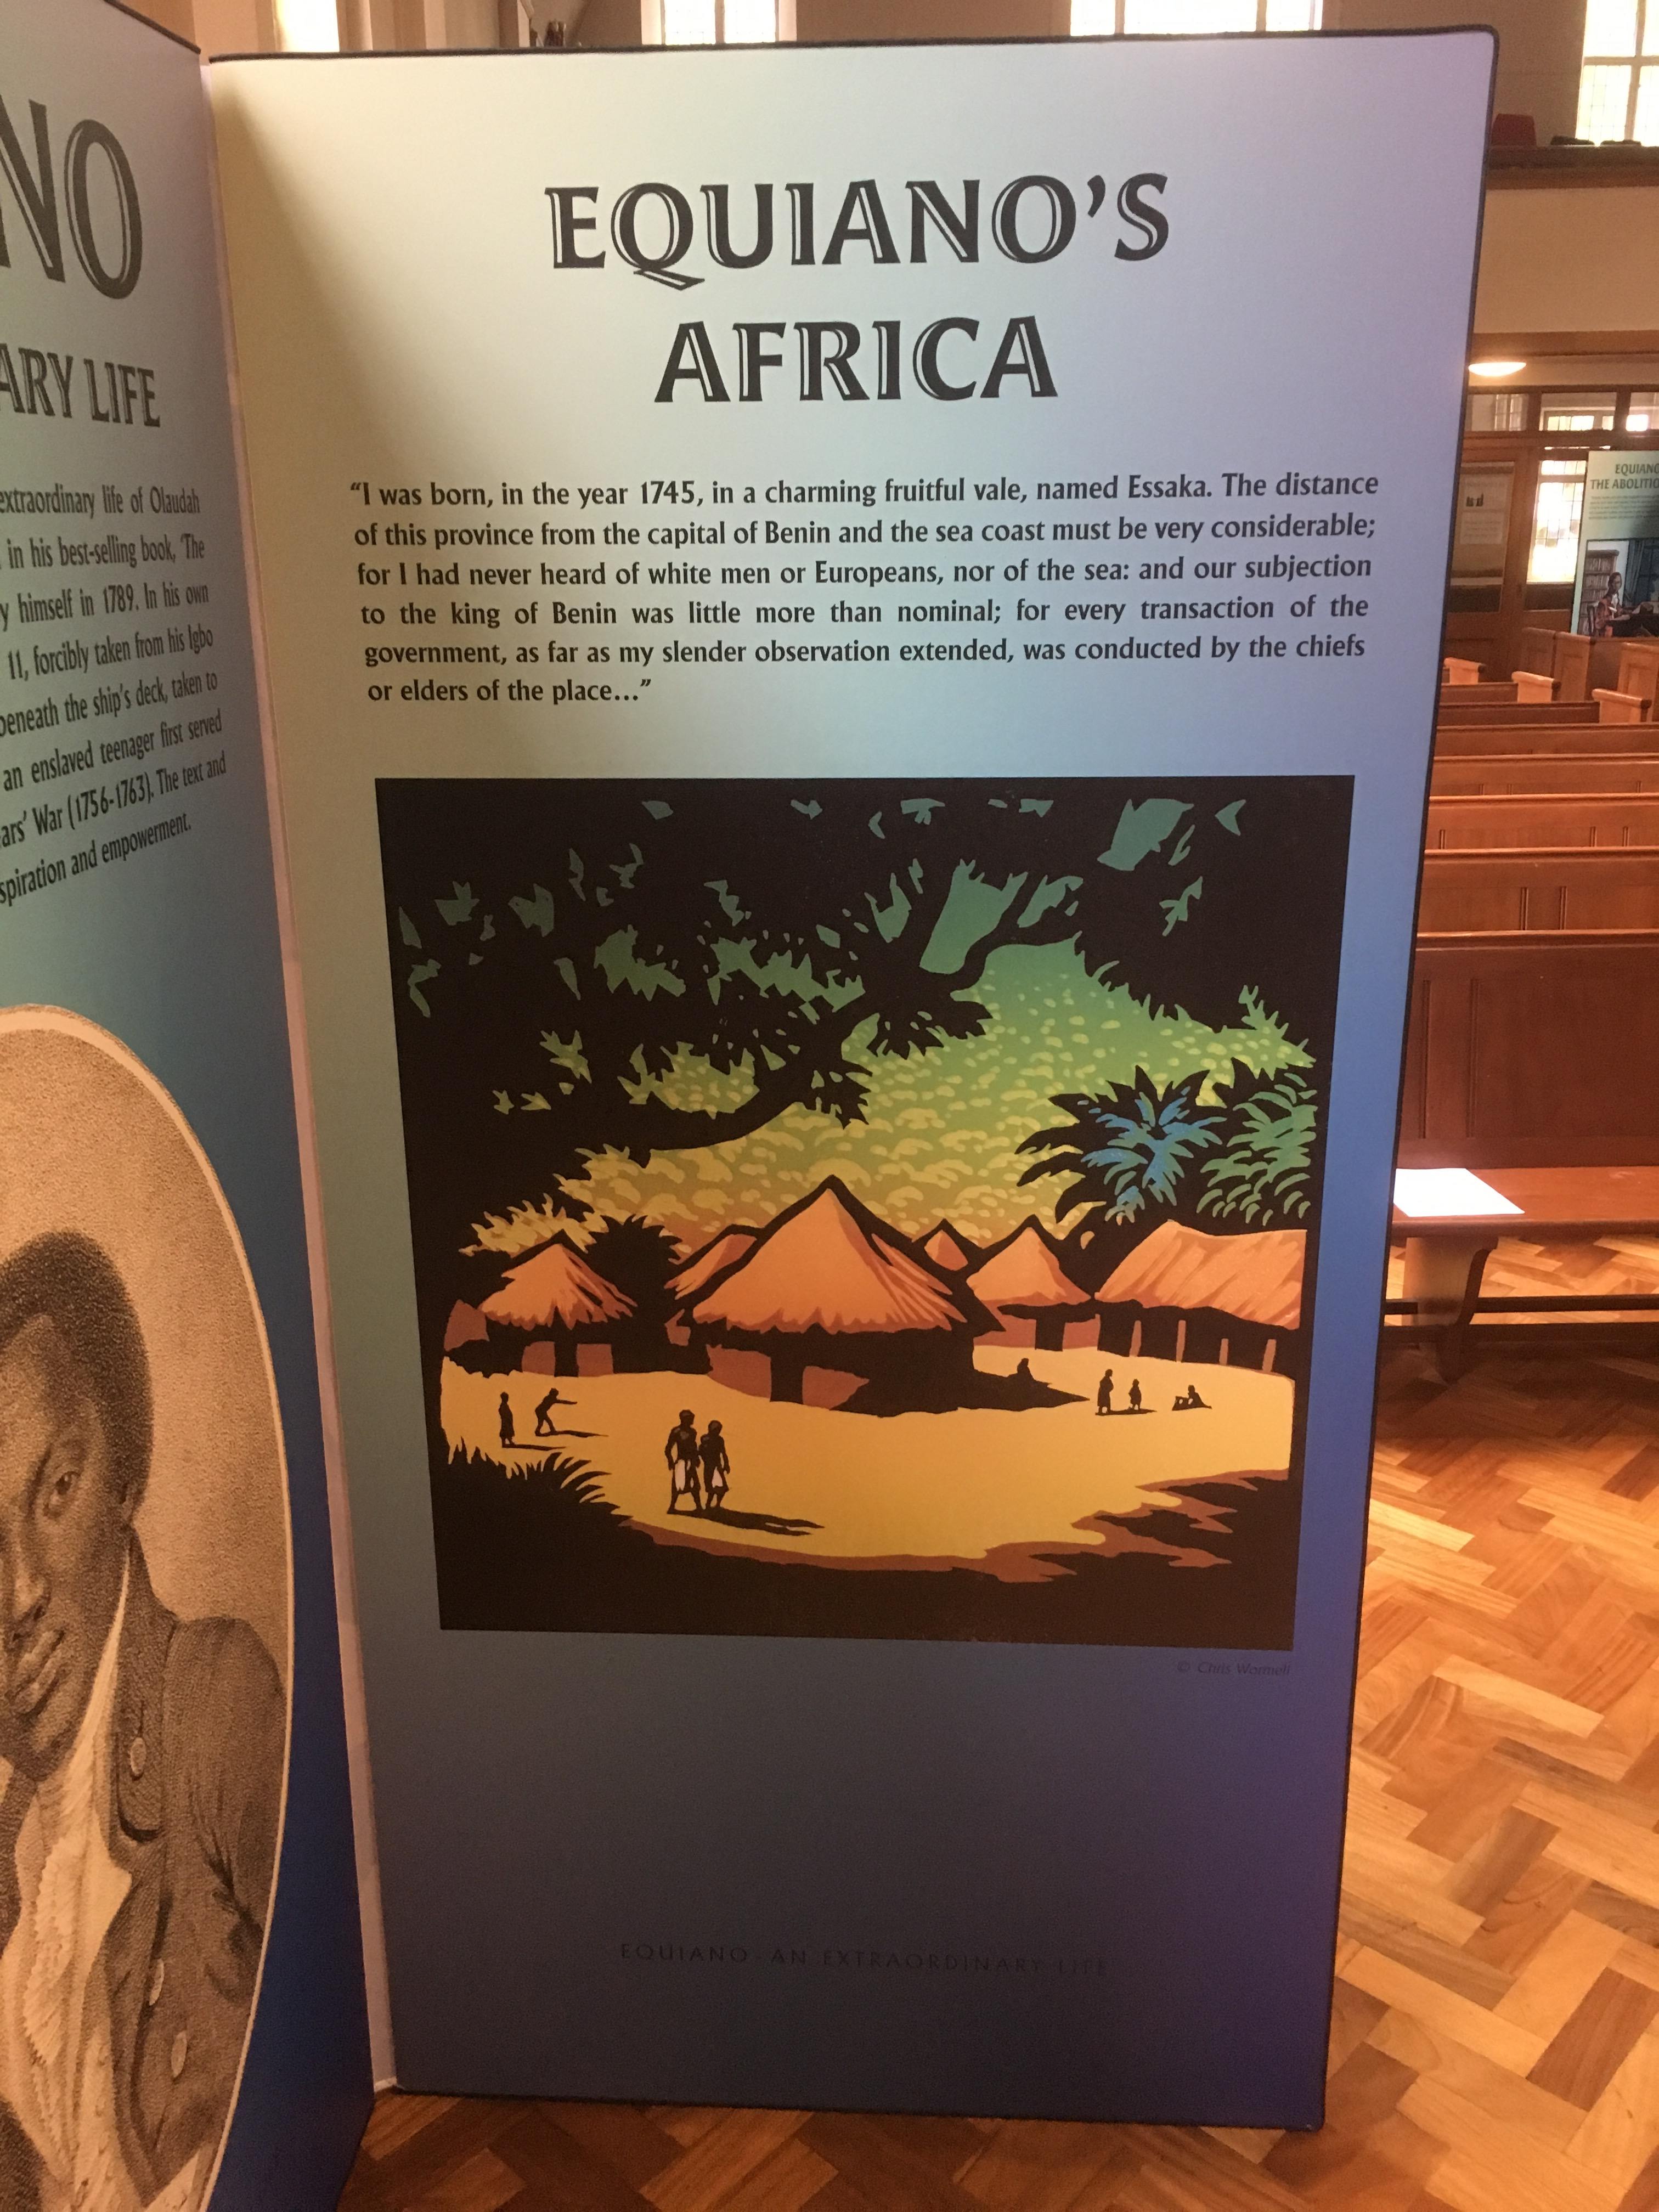 NO
ARY LIFE
extraordinary life of Olaudah
in his best-selling book, 'The
y himself in 1789. In his own
11, forcibly taken from his Igbo
beneath the ship's deck, taken to
an enslaved teenager first served
ars' War (1756-1763). The text and
spiration and empowerment.
EQUIANO'S
AFRICA
"I was born, in the year 1745, in a charming fruitful vale, named Essaka. The distance
of this province from the capital of Benin and the sea coast must be very considerable;
for I had never heard of white men or Europeans, nor of the sea: and our subjection
to the king of Benin was little more than nominal; for every transaction of the
government, as far as my slender observation extended, was conducted by the chiefs
or elders of the place..."
© Chris Wormell
EQUIANO - AN EXTRAORDINARY LIFE
EQUIANO
THE ABOLITIO